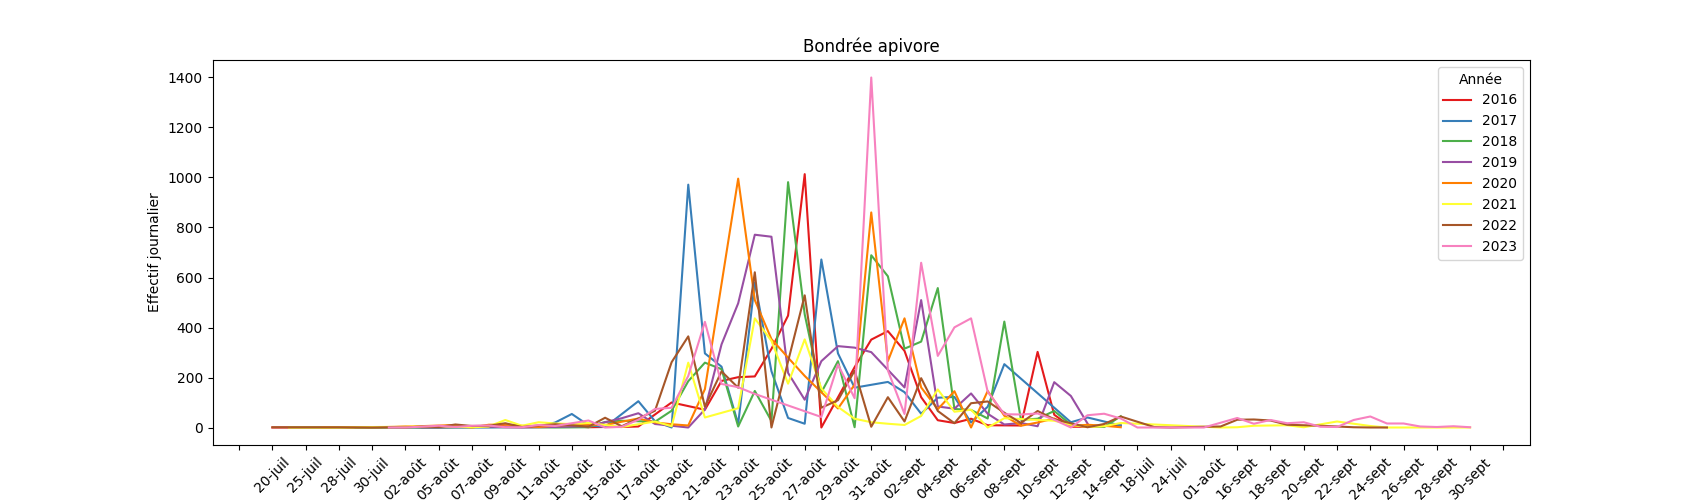 Bondrée apivore
Effectif journalier
1400
1200
1000
800
600
400
200
0
Année
2016
2017
2018
2019
2020
2021
2022
2023
20-juil
25-juil
28-juil
30-juil
02-août
05-août
07-août
09-août
11-août
13-août
15-août
17-août
19-août
21-août
23-août
25-août
27-août
29-août
31-août
02-sept
04-sept
06-sept
08-sept
10-sept
12-sept
14-sept
18-juil
24-juil
01-août
16-sept
18-sept
20-sept
22-sept
24-sept
26-sept
28-sept
30-sept